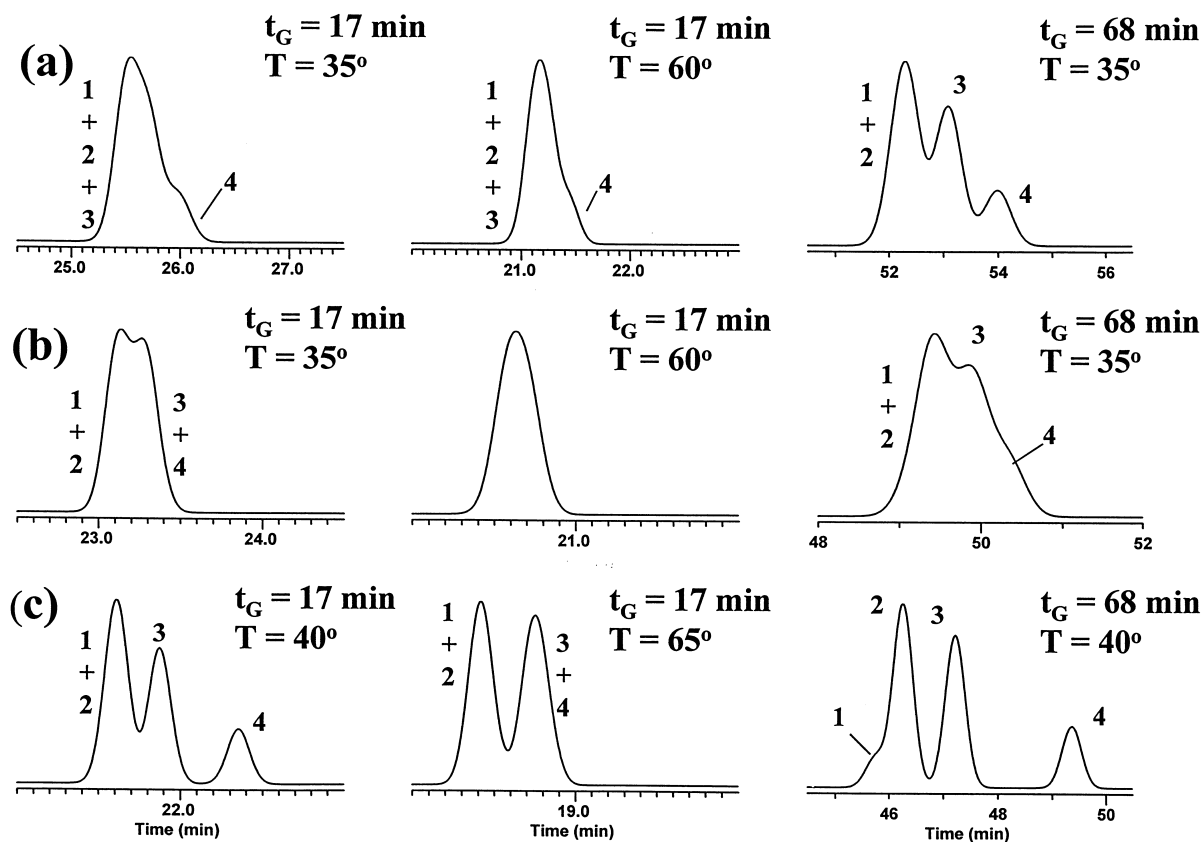 (a)
t_G = 17 min
T = 35°
1
+
2
+
3
4
25.0 26.0 27.0
t_G = 17 min
T = 60°
1
+
2
+
3
4
21.0 22.0
t_G = 68 min
T = 35°
1
+
2
3
4
52 54 56
(b)
t_G = 17 min
T = 35°
1
+
2
3
+
4
23.0 24.0
t_G = 17 min
T = 60°
21.0
t_G = 68 min
T = 35°
1
+
2
3
4
48 50 52
(c)
t_G = 17 min
T = 40°
1
+
2
3
4
22.0
Time (min)
t_G = 17 min
T = 65°
1
+
2
3
+
4
19.0
Time (min)
t_G = 68 min
T = 40°
1
2
3
4
46 48 50
Time (min)